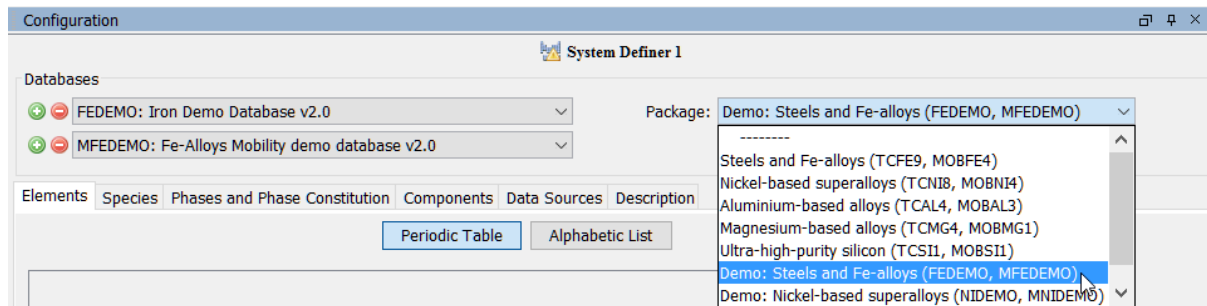 Configuration
System Definer 1
Databases
FEDEMO: Iron Demo Database v2.0
Package: Demo: Steels and Fe-alloys (FEDEMO, MFEDEMO)
MFEDEMO: Fe-Alloys Mobility demo database v2.0
--------
Steels and Fe-alloys (TCFE9, MOBFE4)
Nickel-based superalloys (TCNI8, MOBNI4)
Aluminium-based alloys (TCAL4, MOBAL3)
Magnesium-based alloys (TCMG4, MOBMG1)
Ultra-high-purity silicon (TCSI1, MOBSI1)
Demo: Steels and Fe-alloys (FEDEMO, MFEDEMO)
Demo: Nickel-based superalloys (NIDEMO, MNIDEMO)
Elements Species Phases and Phase Constitution Components Data Sources Description
Periodic Table Alphabetic List